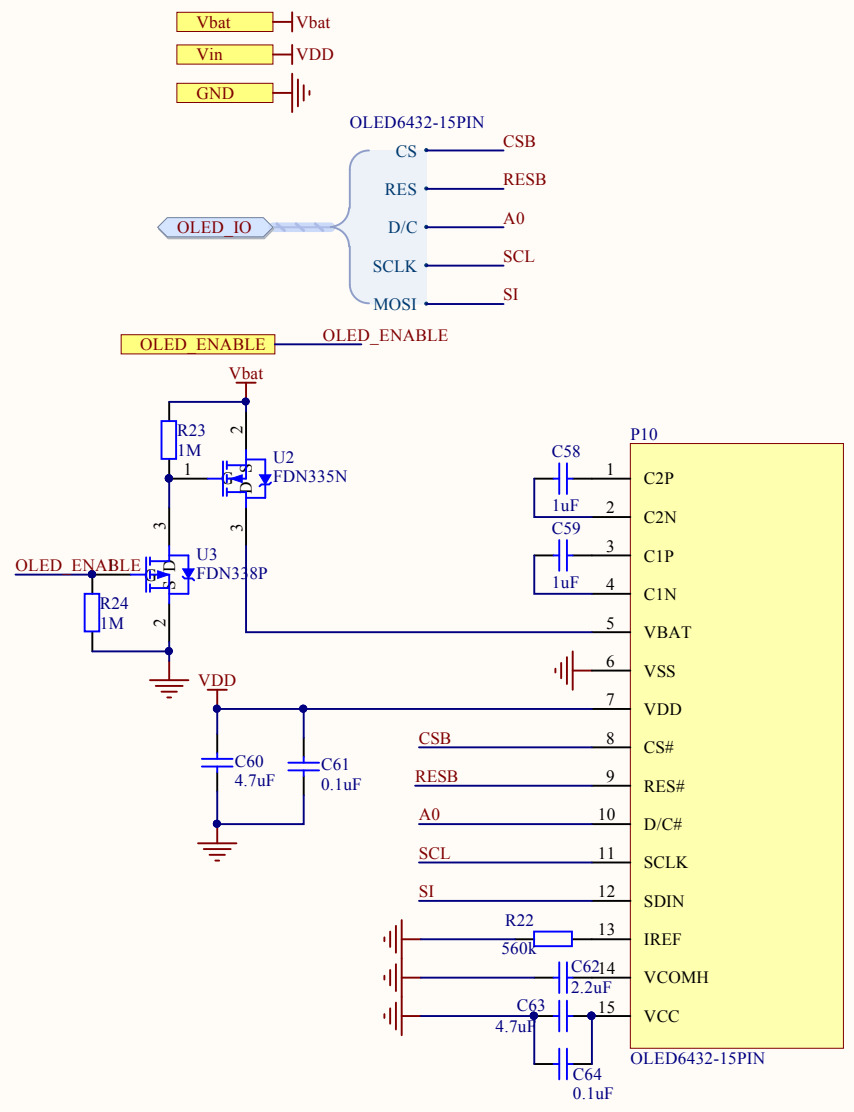 Vbat Vbat
Vin VDD
GND
OLED6432-15PIN
CS CSB
RES RESB
OLED_IO D/C A0
SCLK SCL
MOSI SI
OLED_ENABLE OLED_ENABLE
Vbat
R23
1M
2
1
U2
G S D
FDN335N
3
3
OLED_ENABLE 1
U3
G D S
FDN338P
R24
1M
2
VDD
C60
4.7uF
C61
0.1uF
P10
C58
1uF
1 C2P
2 C2N
C59
1uF
3 C1P
4 C1N
5 VBAT
6 VSS
7 VDD
CSB 8 CS#
RESB 9 RES#
A0 10 D/C#
SCL 11 SCLK
SI 12 SDIN
R22
560k
13 IREF
C62
2.2uF
14 VCOMH
C63
4.7uF
15 VCC
C64
0.1uF
OLED6432-15PIN